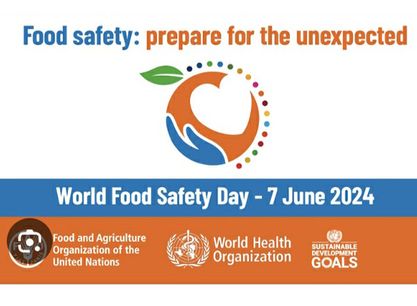 Food safety: prepare for the unexpected
World Food Safety Day - 7 June 2024
Food and Agriculture
Organization of the
United Nations
World Health
Organization
SUSTAINABLE
DEVELOPMENT
GOALS